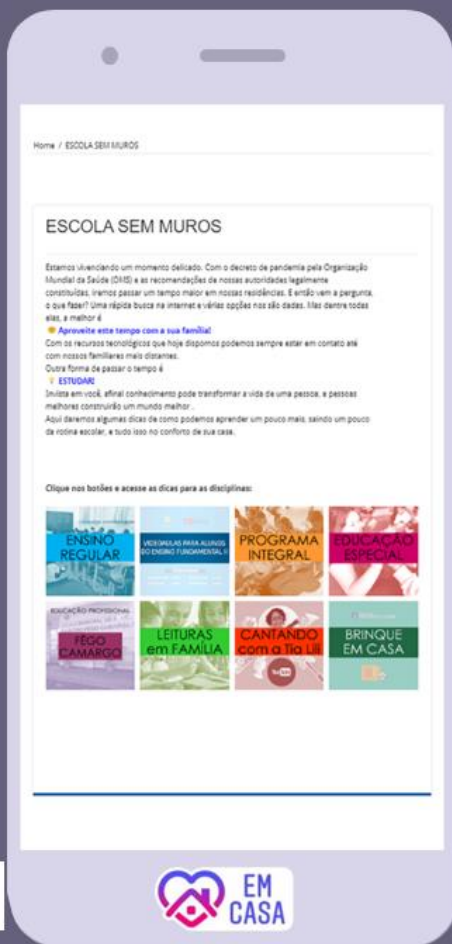 Home / ESCOLA SEM MUROS
ESCOLA SEM MUROS
Estamos vivenciando um momento delicado. Com o decreto de pandemia pela Organização
Mundial da Saúde (OMS) e as recomendações de nossas autoridades legalmente
constituídas, iremos passar um tempo maior em nossas residências. E então vem a pergunta,
o que fazer? Uma rápida busca na internet e várias opções nos são dadas. Mas dentre todas
elas, a melhor é
Aproveite este tempo com a sua família!
Com os recursos tecnológicos que hoje dispomos podemos sempre estar em contato até
com nossos familiares mais distantes.
Outra forma de passar o tempo é
ESTUDAR!
Invista em você, afinal conhecimento pode transformar a vida de uma pessoa, e pessoas
melhores construirão um mundo melhor .
Aqui daremos algumas dicas de como podemos aprender um pouco mais, saindo um pouco
da rotina escolar, e tudo isso no conforto de sua casa.
Clique nos botões e acesse as dicas para as disciplinas:
ENSINO
REGULAR
VIDEOAULAS PARA ALUNOS
DO ENSINO FUNDAMENTAL II
PROGRAMA
INTEGRAL
EDUCAÇÃO
ESPECIAL
EDUCAÇÃO PROFISSIONAL
FÊGO
CAMARGO
LEITURAS
em FAMÍLIA
CANTANDO
com a Tia Lili
BRINQUE
EM CASA
EM
CASA